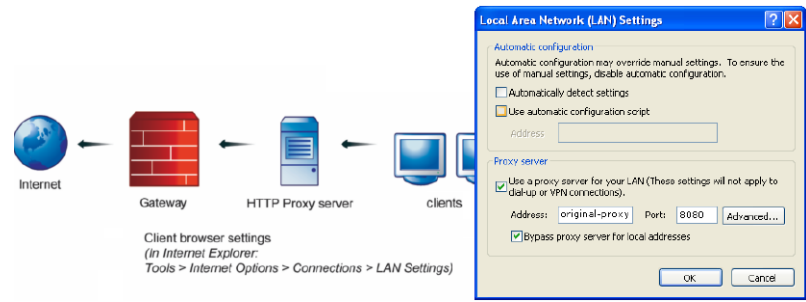 Internet
Gateway
HTTP Proxy server
clients
Client browser settings
(in Internet Explorer:
Tools > Internet Options > Connections > LAN Settings)
Local Area Network (LAN) Settings
Automatic configuration
Automatic configuration may override manual settings. To ensure the
use of manual settings, disable automatic configuration.
Automatically detect settings
Use automatic configuration script
Address
Proxy server
Use a proxy server for your LAN (These settings will not apply to
dial-up or VPN connections).
Address: original-proxy Port: 8080 Advanced...
Bypass proxy server for local addresses
OK Cancel